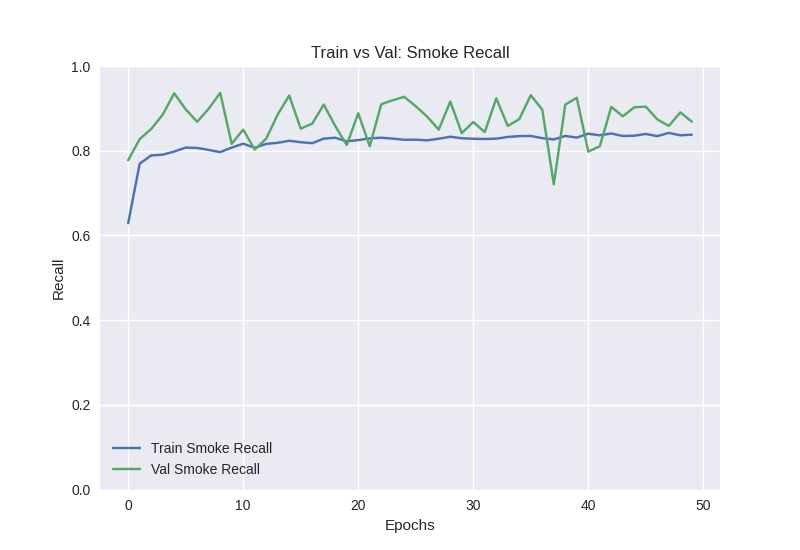 Train vs Val: Smoke Recall
1.0
0.8
0.6
0.4
0.2
0.0
Recall
Train Smoke Recall
Val Smoke Recall
0 10 20 30 40 50
Epochs